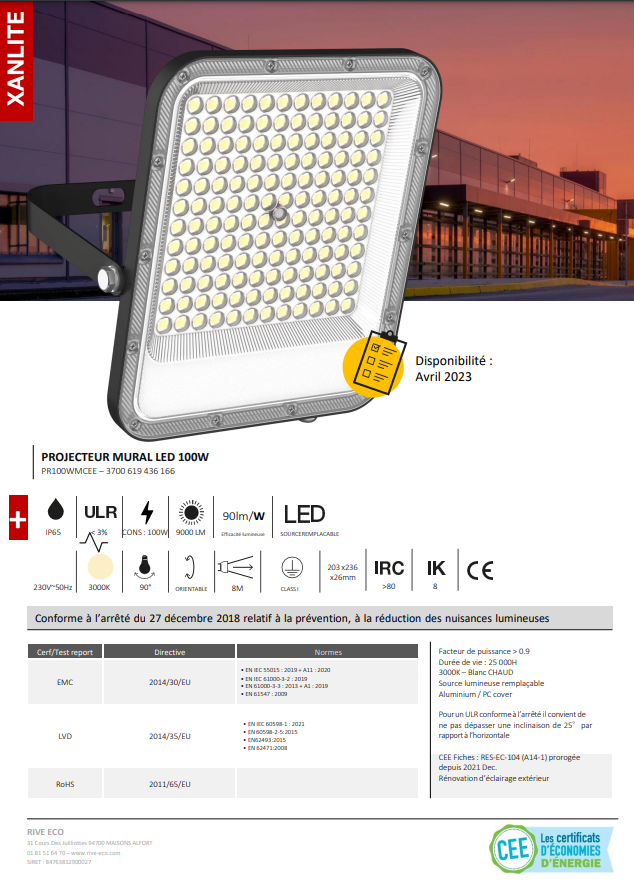 XANLITE
Disponibilité :
Avril 2023
PROJECTEUR MURAL LED 100W
PR100WMCEE – 3700 619 436 166
+
IP65
ULR
< 3%
CONS : 100W
9000 LM
90lm/W
Efficacité lumineuse
LED
SOURCEREMPLACABLE
230V~50Hz
3000K
90°
ORIENTABLE
8M
CLASS I
203 x236
x26mm
IRC
>80
IK
8
CE
Conforme à l'arrêté du 27 décembre 2018 relatif à la prévention, à la réduction des nuisances lumineuses
Cerf/Test report Directive Normes
EMC 2014/30/EU
• EN IEC 55015 : 2019 + A11 : 2020
• EN IEC 61000-3-2 : 2019
• EN 61000-3-3 : 2013 + A1 : 2019
• EN 61547 : 2009
LVD 2014/35/EU
• EN IEC 60598-1 : 2021
• EN 60598-2-5:2015
• EN62493:2015
• EN 62471:2008
RoHS 2011/65/EU
Facteur de puissance > 0.9
Durée de vie : 25 000H
3000K – Blanc CHAUD
Source lumineuse remplaçable
Aluminium / PC cover
Pour un ULR conforme à l'arrêté il convient de
ne pas dépasser une inclinaison de 25° par
rapport à l'horizontale
CEE Fiches : RES-EC-104 (A14-1) prorogée
depuis 2021 Dec.
Rénovation d'éclairage extérieur
RIVE ECO
31 Cours Des Juilliottes 94700 MAISONS ALFORT
01 81 51 64 70 – www.rive-eco.com
SIRET : 84763812900027
CEE
Les certificats
D'ÉCONOMIES
D'ÉNERGIE